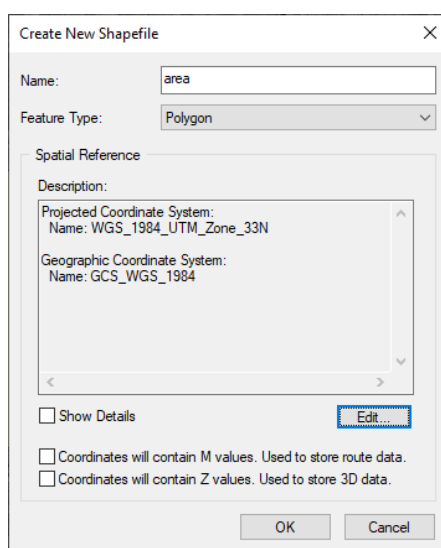 Create New Shapefile
Name:
area
Feature Type:
Polygon
Spatial Reference
Description:
Projected Coordinate System:
Name: WGS_1984_UTM_Zone_33N
Geographic Coordinate System:
Name: GCS_WGS_1984
Show Details
Edit...
Coordinates will contain M values. Used to store route data.
Coordinates will contain Z values. Used to store 3D data.
OK
Cancel